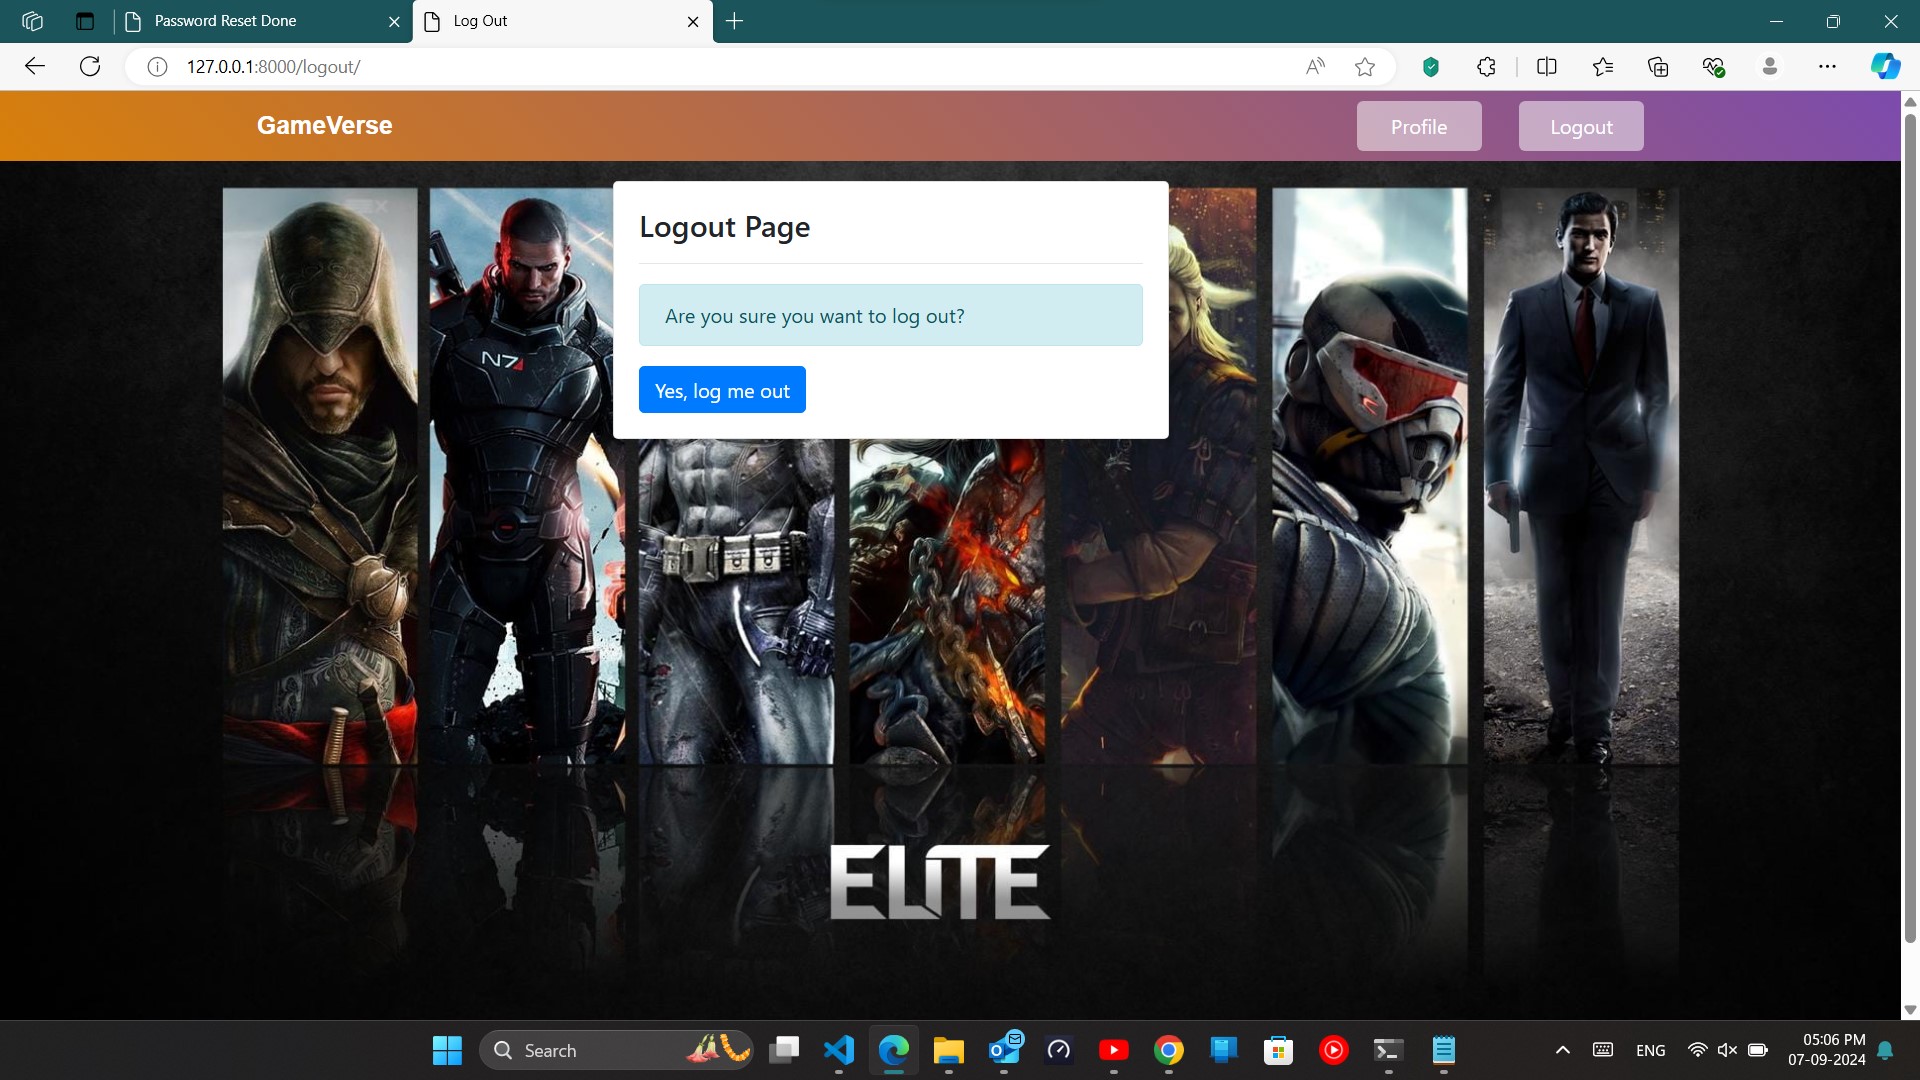 Password Reset Done
Log Out
127.0.0.1:8000/logout/
GameVerse
Profile
Logout
Logout Page
Are you sure you want to log out?
Yes, log me out
N7
ELITE
Search
ENG
05:06 PM
07-09-2024